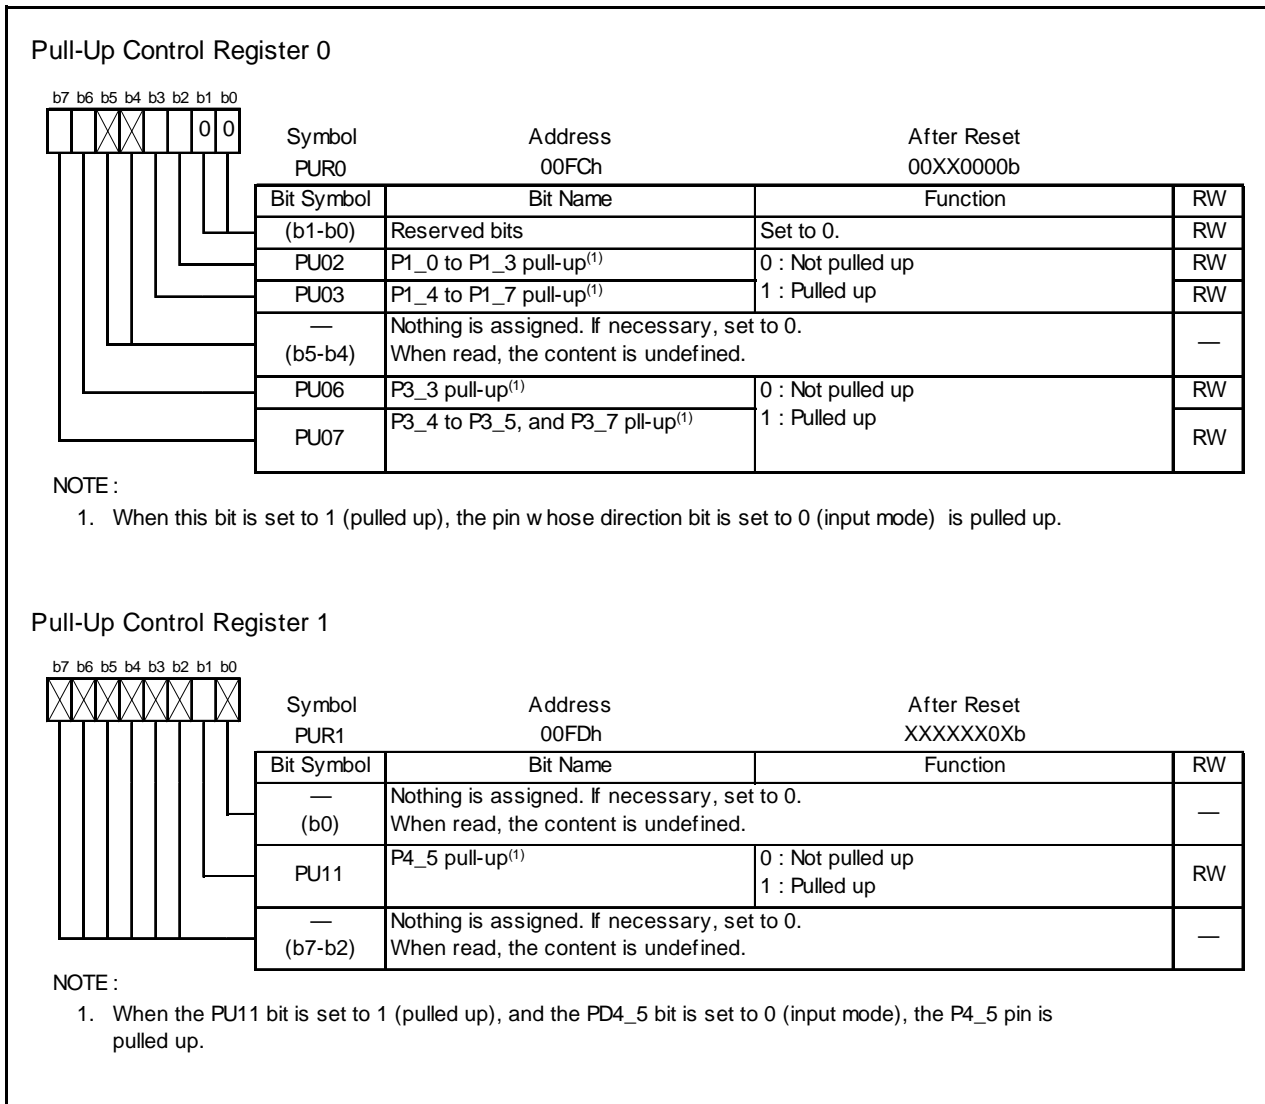 Pull-Up Control Register 0
b7 b6 b5 b4 b3 b2 b1 b0
0 0
Symbol Address After Reset
PUR0 00FCh 00XX0000b
Bit Symbol Bit Name Function RW
(b1-b0) Reserved bits Set to 0. RW
PU02 P1_0 to P1_3 pull-up(1) 0 : Not pulled up RW
PU03 P1_4 to P1_7 pull-up(1) 1 : Pulled up RW
— Nothing is assigned. If necessary, set to 0.
(b5-b4) When read, the content is undefined. —
PU06 P3_3 pull-up(1) 0 : Not pulled up RW
PU07 P3_4 to P3_5, and P3_7 pll-up(1) 1 : Pulled up RW
NOTE :
1. When this bit is set to 1 (pulled up), the pin whose direction bit is set to 0 (input mode) is pulled up.
Pull-Up Control Register 1
b7 b6 b5 b4 b3 b2 b1 b0
Symbol Address After Reset
PUR1 00FDh XXXXXX0Xb
Bit Symbol Bit Name Function RW
— Nothing is assigned. If necessary, set to 0.
(b0) When read, the content is undefined. —
PU11 P4_5 pull-up(1) 0 : Not pulled up RW
1 : Pulled up
— Nothing is assigned. If necessary, set to 0.
(b7-b2) When read, the content is undefined. —
NOTE :
1. When the PU11 bit is set to 1 (pulled up), and the PD4_5 bit is set to 0 (input mode), the P4_5 pin is
pulled up.